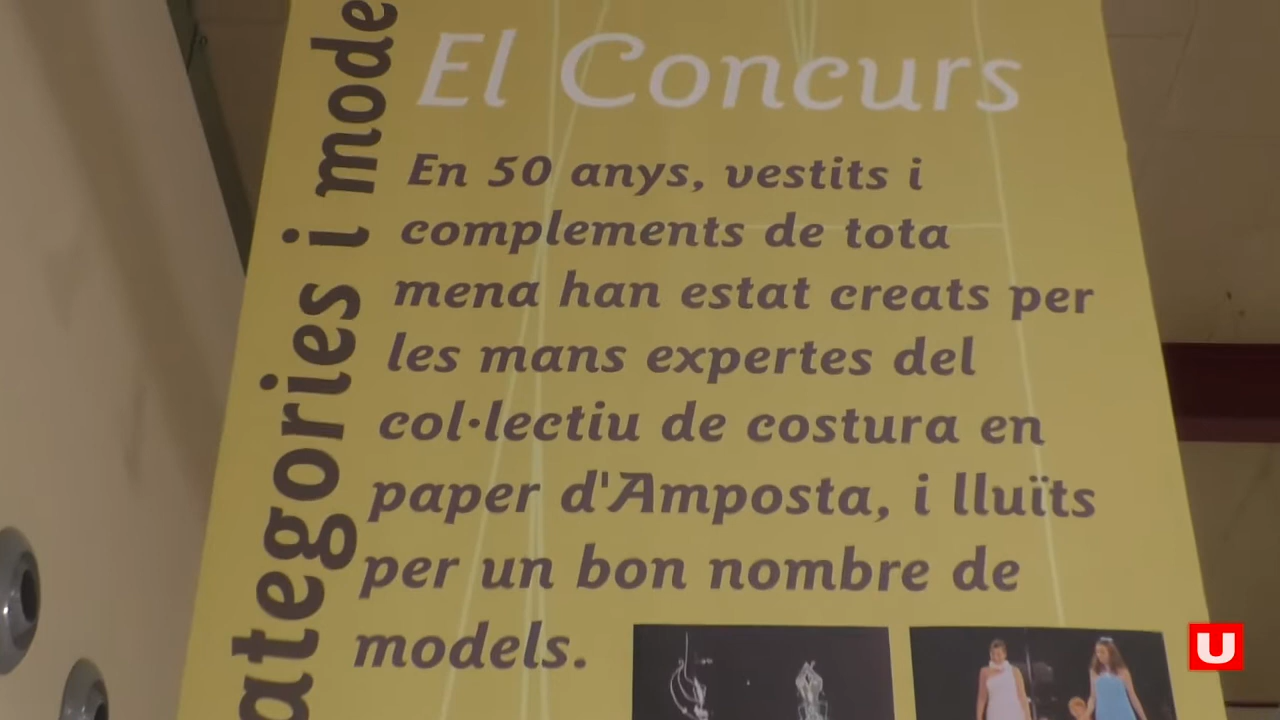 El Concurs
En 50 anys, vestits i
complements de tota
mena han estat creats per
les mans expertes del
col·lectiu de costura en
paper d'Amposta, i lluïts
per un bon nombre de
models.
ategories i mode
U